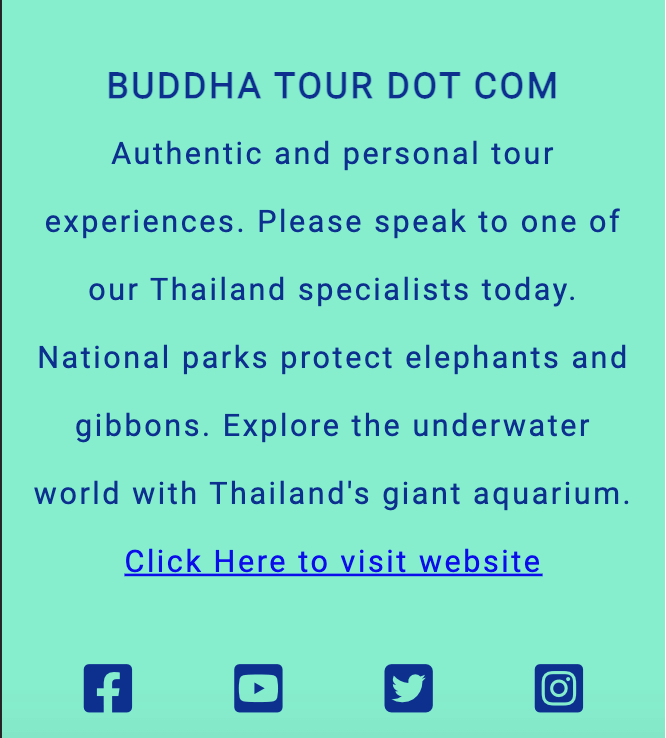 BUDDHA TOUR DOT COM
Authentic and personal tour
experiences. Please speak to one of
our Thailand specialists today.
National parks protect elephants and
gibbons. Explore the underwater
world with Thailand's giant aquarium.
Click Here to visit website